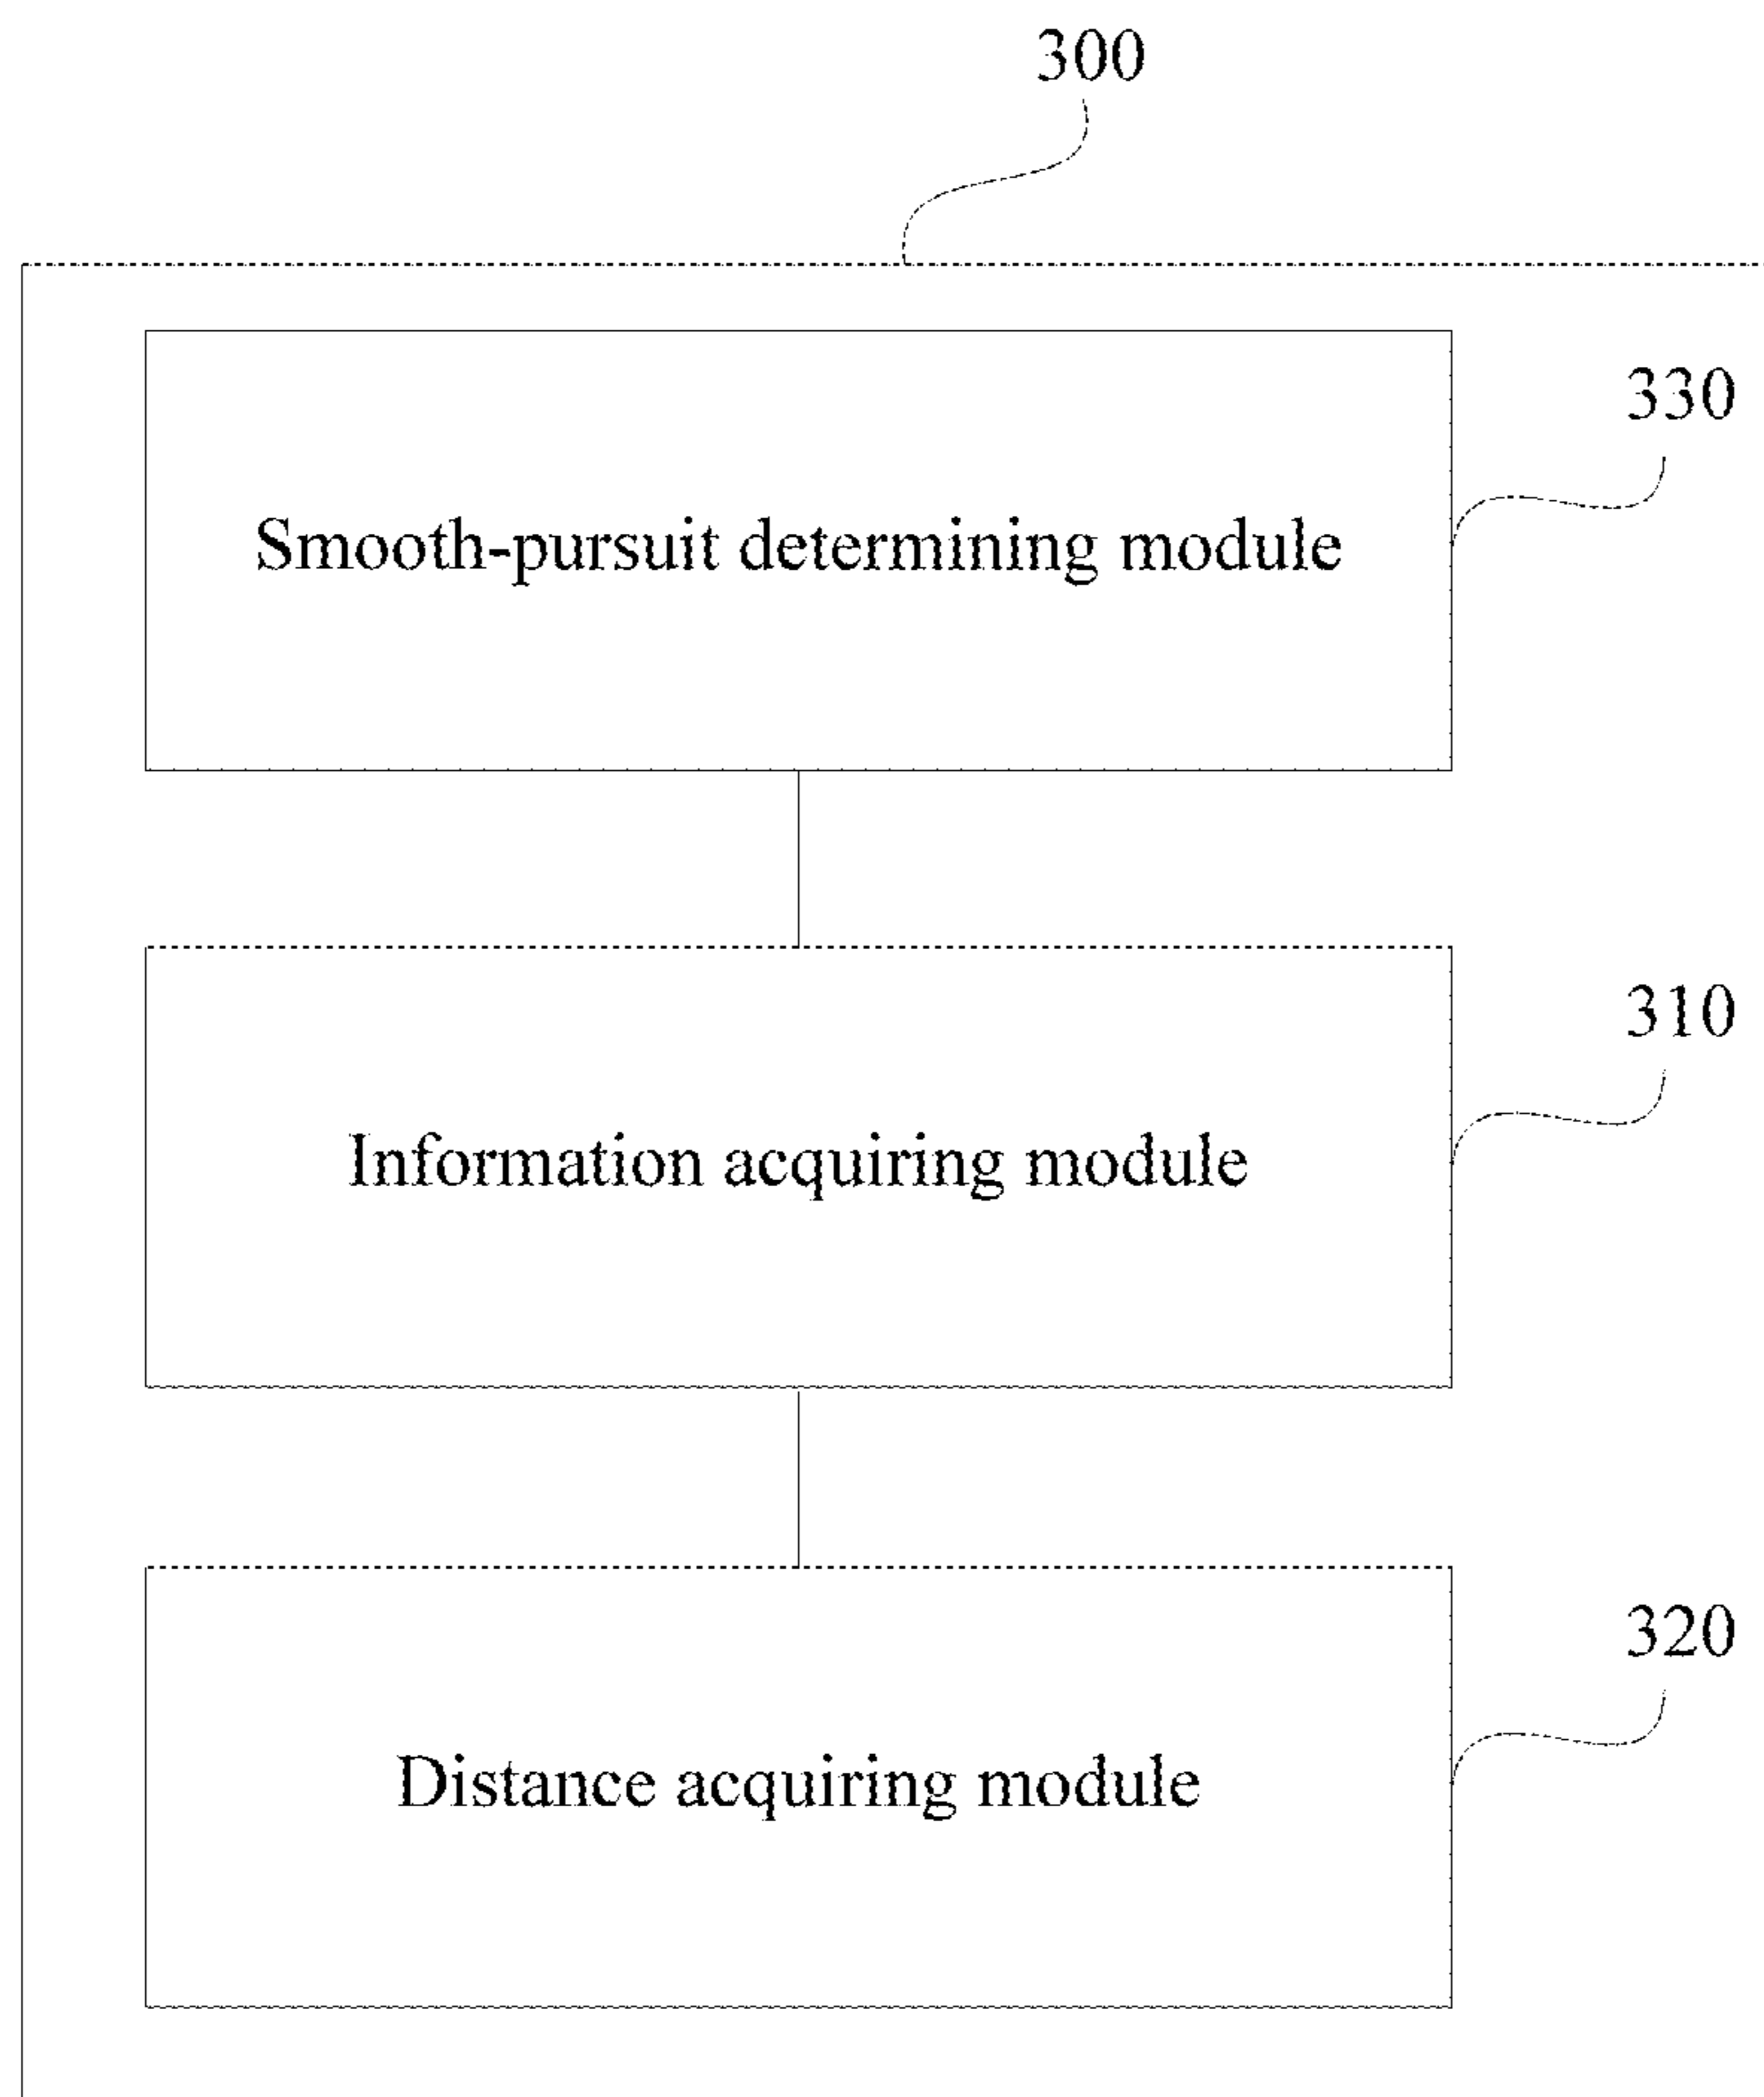 300
330
Smooth-pursuit determining module
310
Information acquiring module
320
Distance acquiring module